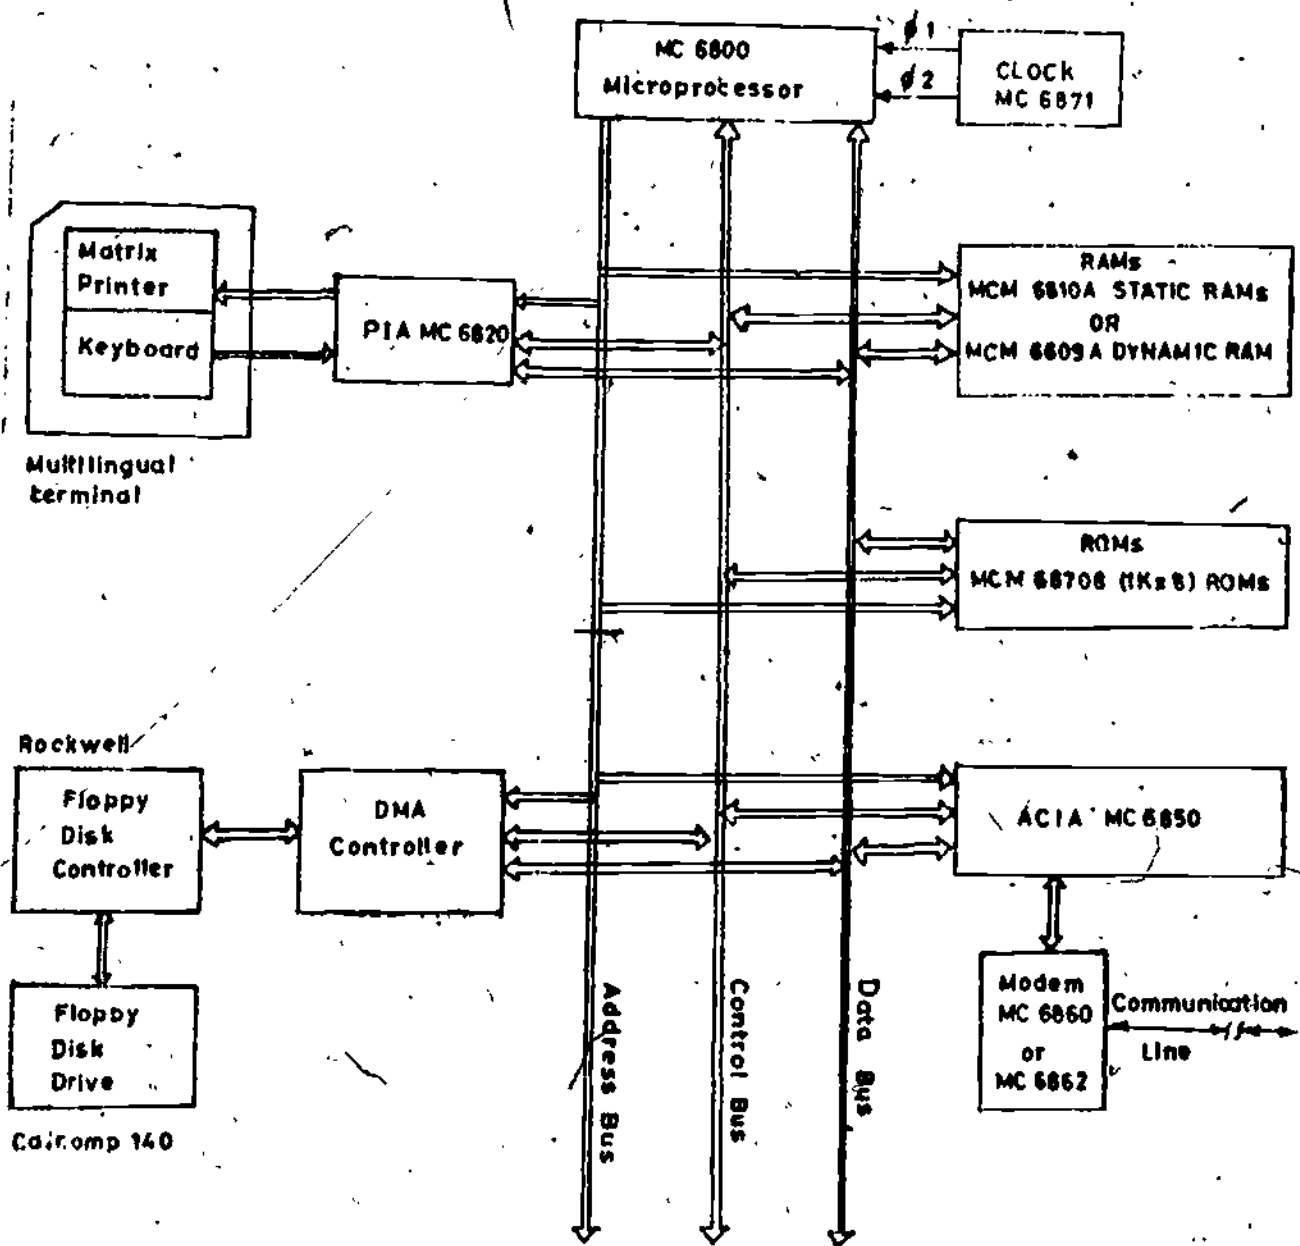 MC 6800
Microprocessor
ϕ1
ϕ2
CLOCK
MC 6871
Matrix
Printer
Keyboard
Multilingual
terminal
PIA MC 6820
RAMs
MCM 6810A STATIC RAMs
OR
MCM 6609A DYNAMIC RAM
ROMs
MCM 68708 (1Kx8) ROMs
Rockwell
Floppy
Disk
Controller
DMA
Controller
ACIA MC 6850
Floppy
Disk
Drive
Address Bus
Control Bus
Data Bus
Modem
MC 6860
or
MC 6862
Communication
Line
140